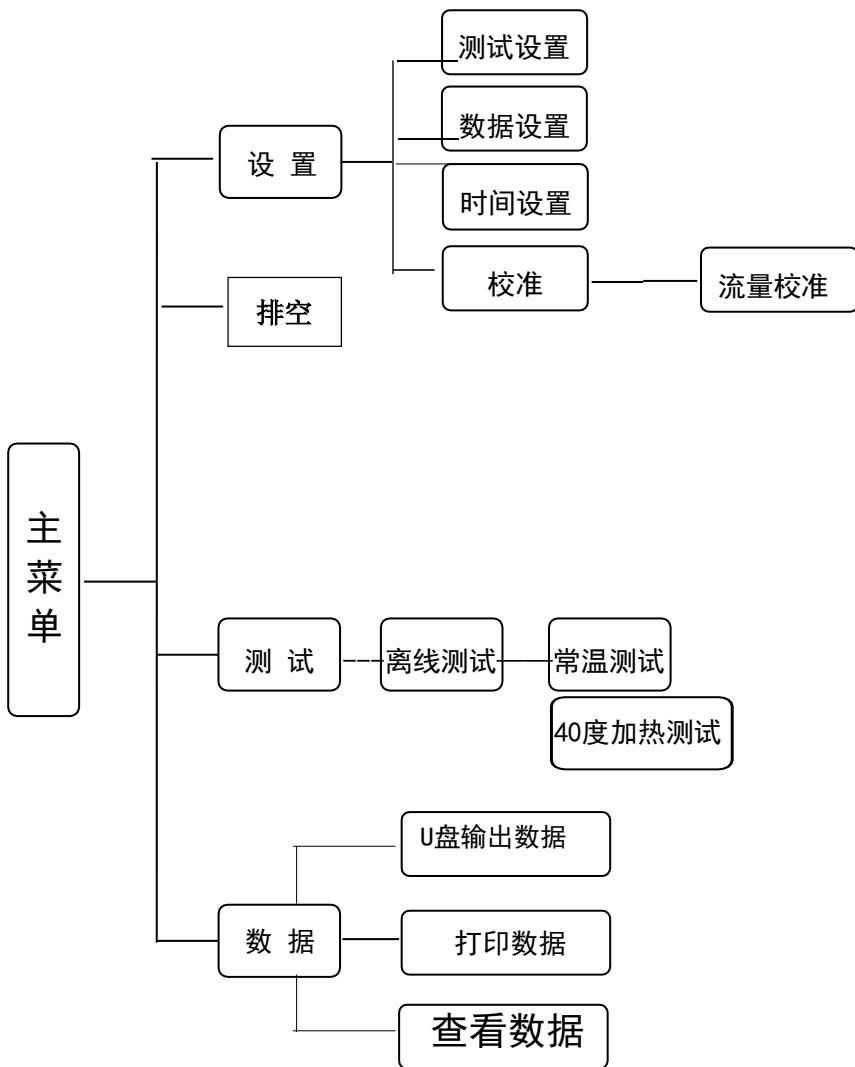 测试设置
数据设置
设 置
时间设置
校准
流量校准
排空
主
菜
单
测 试
离线测试
常温测试
40度加热测试
U盘输出数据
数 据
打印数据
查看数据